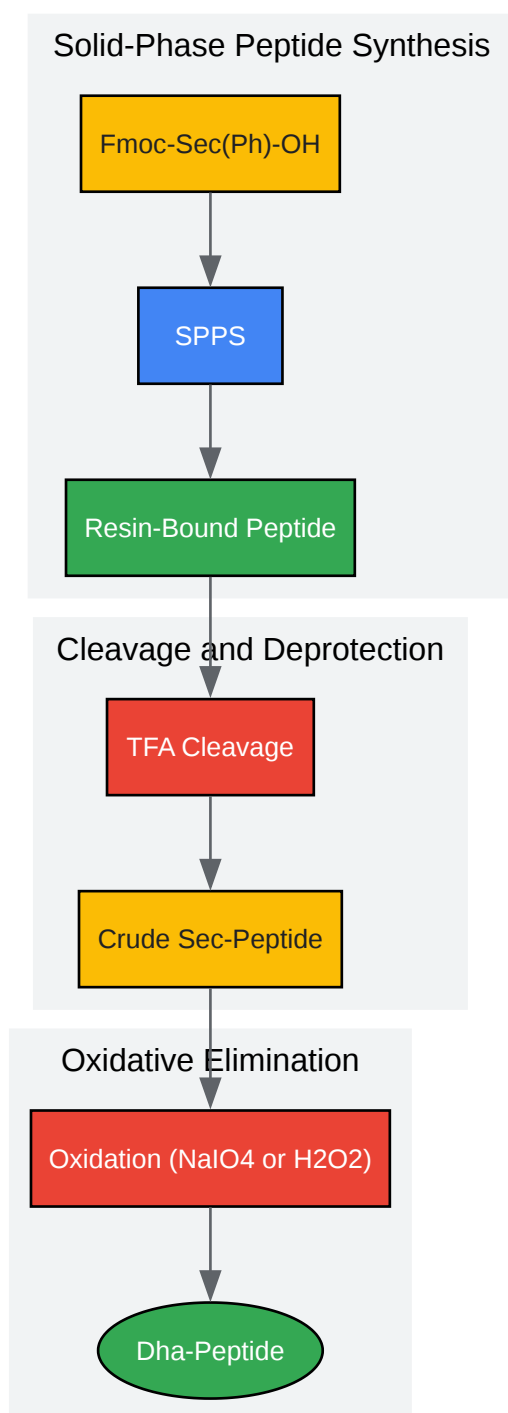 Solid-Phase Peptide Synthesis
Fmoc-Sec(Ph)-OH
SPPS
Resin-Bound Peptide
Cleavage and Deprotection
TFA Cleavage
Crude Sec-Peptide
Oxidative Elimination
Oxidation (NaIO4 or H2O2)
Dha-Peptide